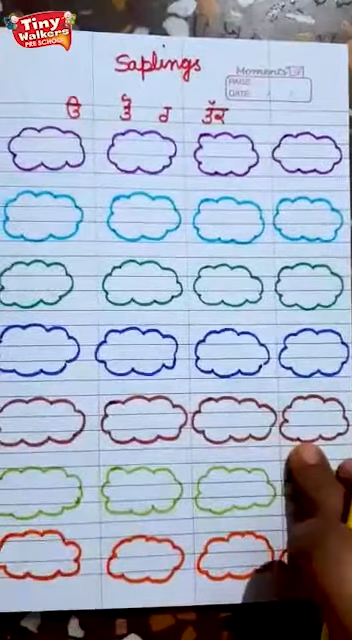 Tiny
Walkers
PRE SCHOOL
Saplings
Moments
PAGE
DATE
ੳ ਤੋਂ ਹ ਤੱਕ